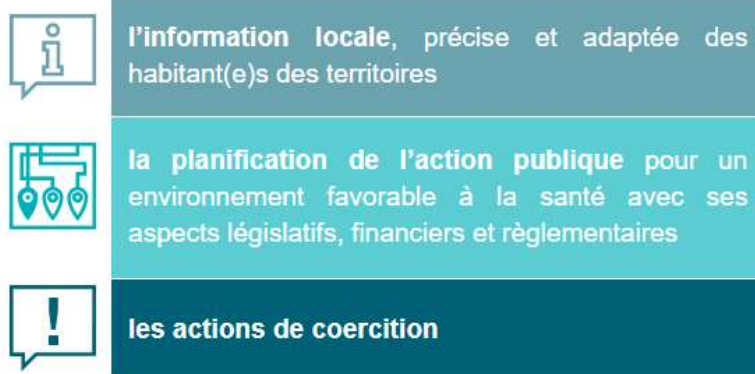 l'information locale, précise et adaptée des
habitant(e)s des territoires
la planification de l'action publique pour un
environnement favorable à la santé avec ses
aspects législatifs, financiers et règlementaires
les actions de coercition